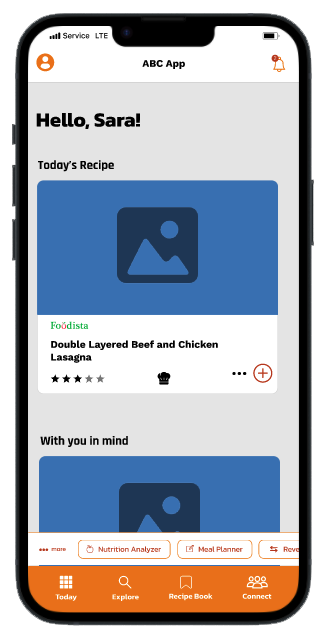 Service LTE
ABC App
2
Hello, Sara!
Today's Recipe
Foodista
Double Layered Beef and Chicken
Lasagna
With you in mind
more
Nutrition Analyzer
Meal Planner
Reve
Today
Explore
Recipe Book
Connect